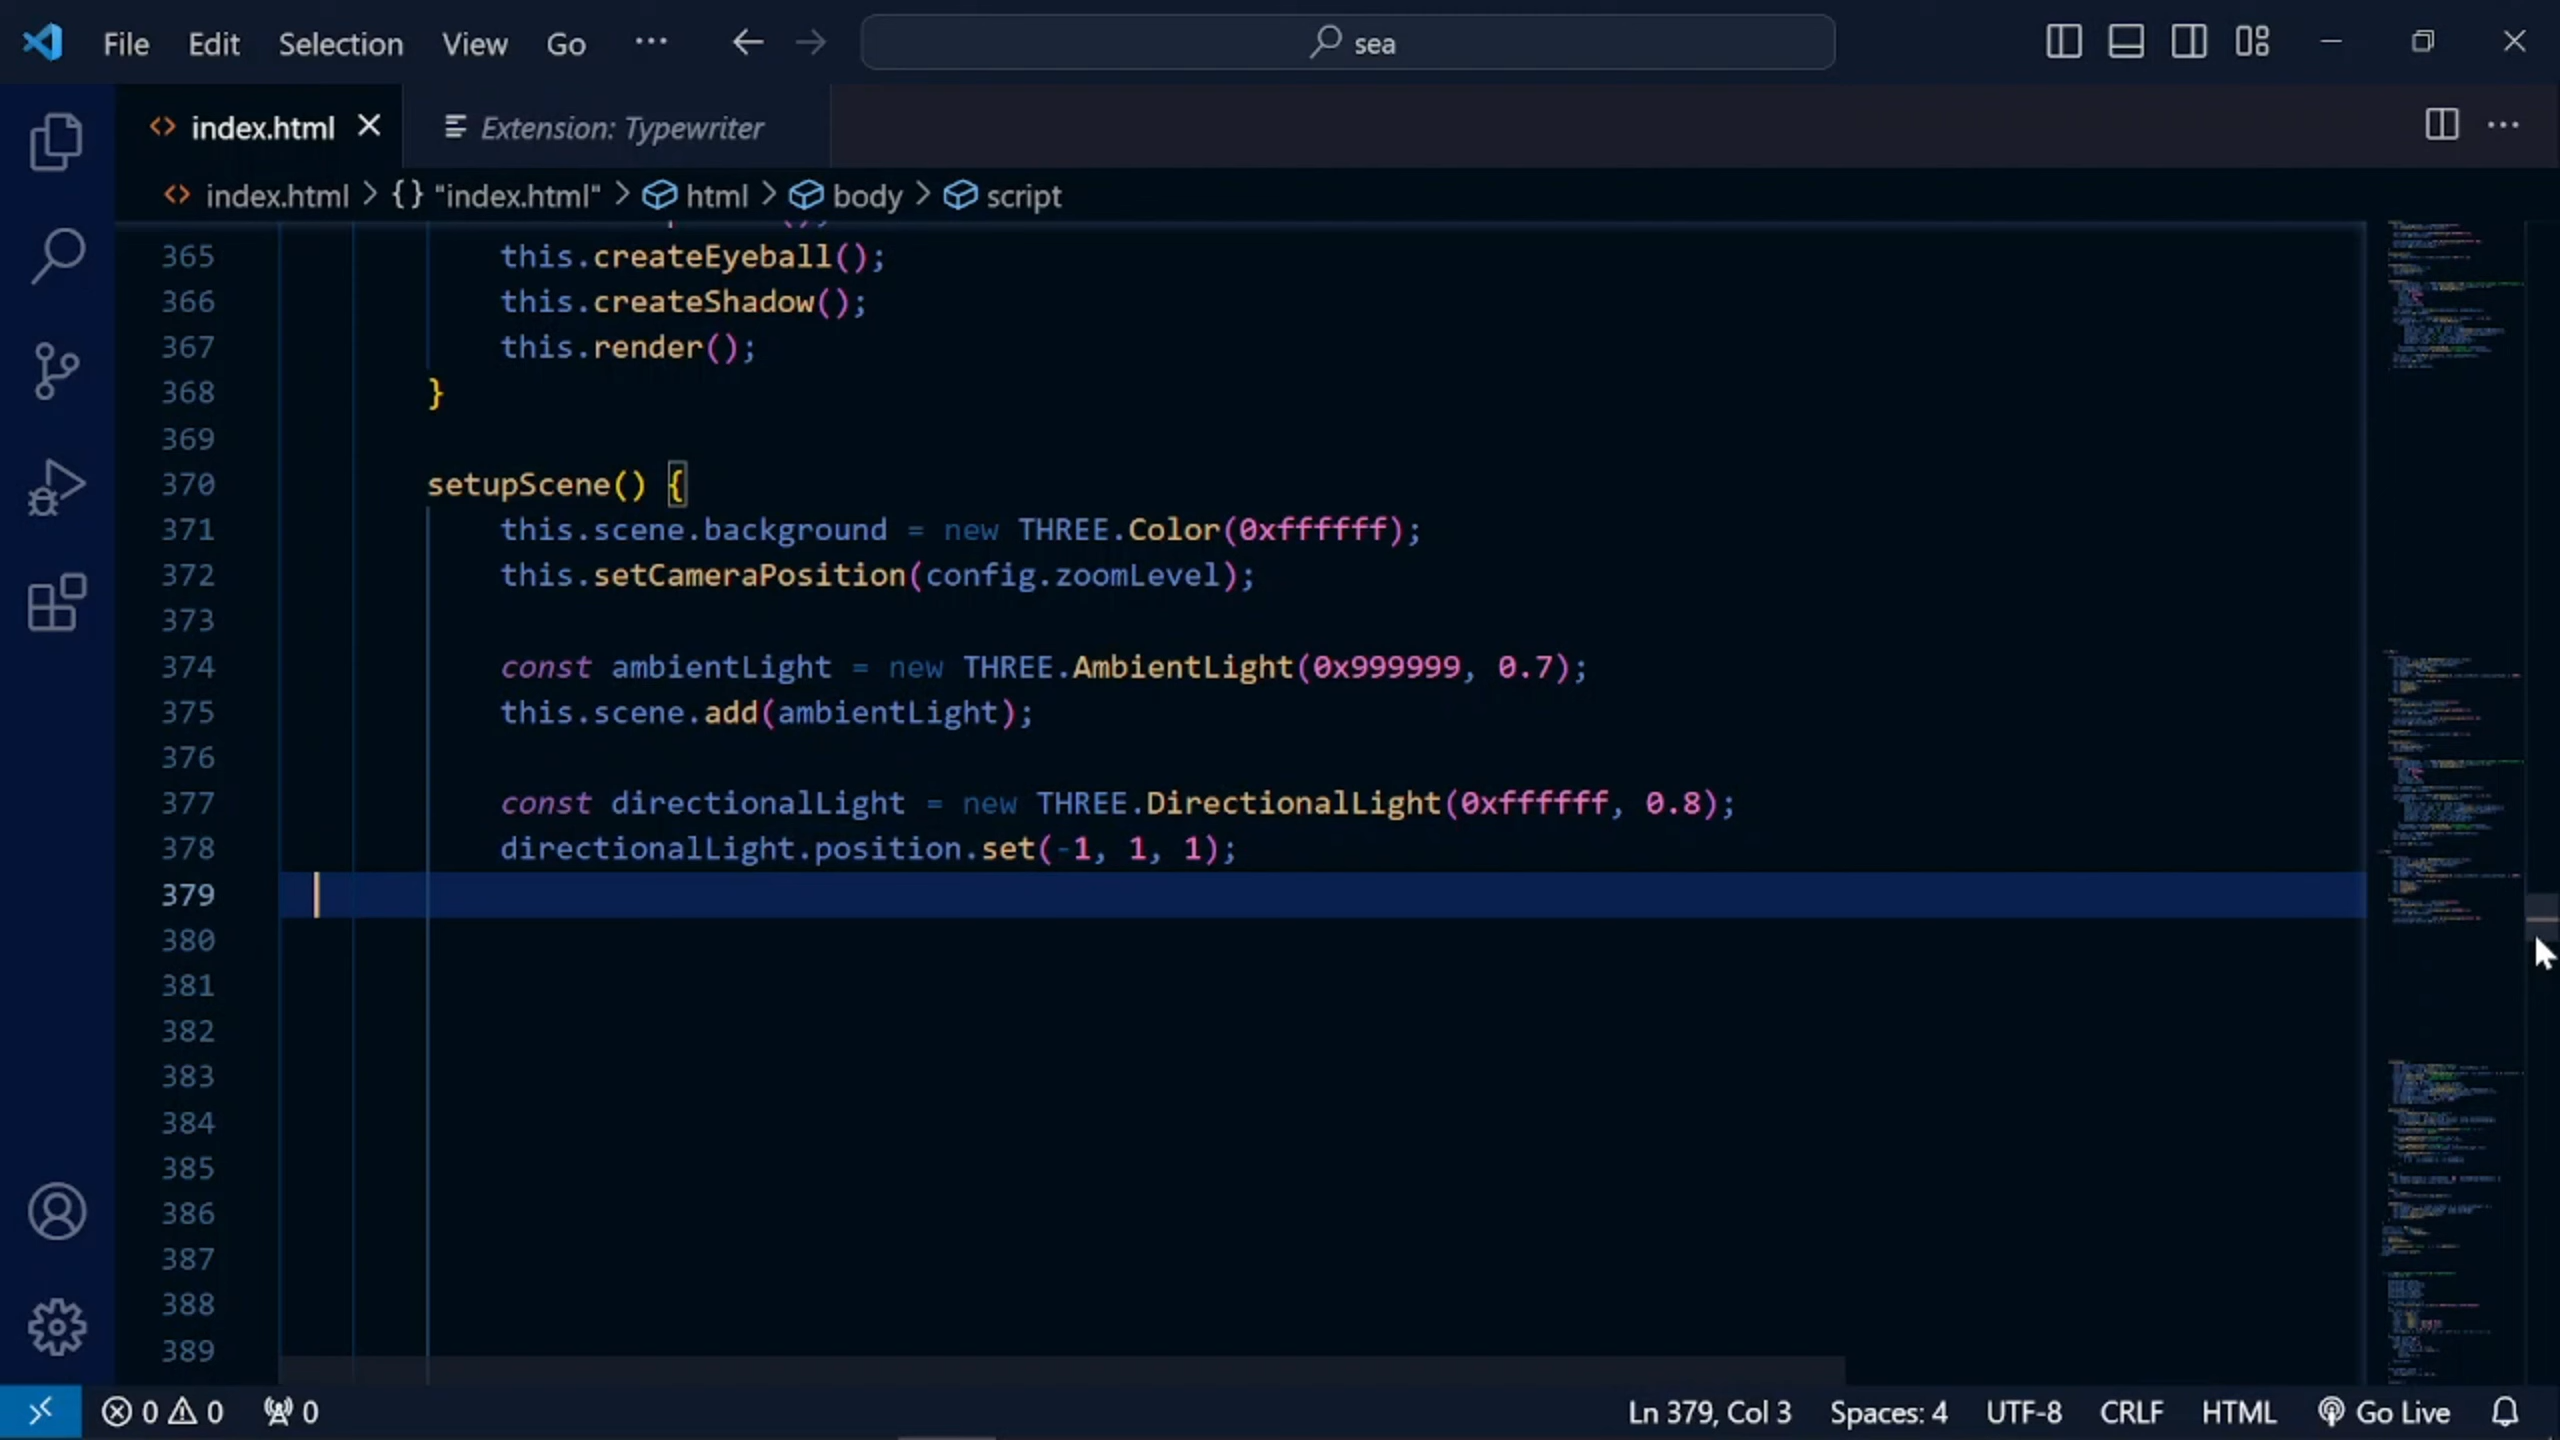 File Edit Selection View Go ··· sea
index.html Extension: Typewriter
index.html > {} "index.html" > html > body > script
365 this.createEyeball();
366 this.createShadow();
367 this.render();
368 }
369
370 setupScene() {
371 this.scene.background = new THREE.Color(0xffffff);
372 this.setCameraPosition(config.zoomLevel);
373
374 const ambientLight = new THREE.AmbientLight(0x999999, 0.7);
375 this.scene.add(ambientLight);
376
377 const directionalLight = new THREE.DirectionalLight(0xffffff, 0.8);
378 directionalLight.position.set(-1, 1, 1);
379
380
381
382
383
384
385
386
387
388
389
0 0 0 Ln 379, Col 3 Spaces: 4 UTF-8 CRLF HTML Go Live